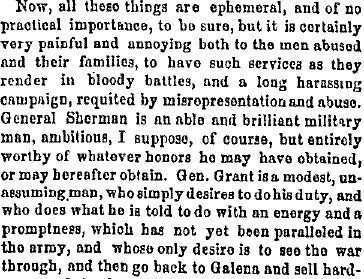 Now, all these things are ephemeral, and of no
practical importance, to be sure, but it is certainly
very painful and annoying both to the men abused
and their families, to have such services as they
render in bloody battles, and a long harassing
campaign, requited by misrepresentation and abuse.
General Sherman is an able and brilliant military
man, ambitious, I suppose, of course, but entirely
worthy of whatever honors he may have obtained,
or may hereafter obtain. Gen. Grant is a modest, un-
assuming man, who simply desires to do his duty, and
who does what he is told to do with an energy and a
promptness, which has not yet been paralleled in
the army, and whose only desire is to see the war
through, and then go back to Galena and sell hard-